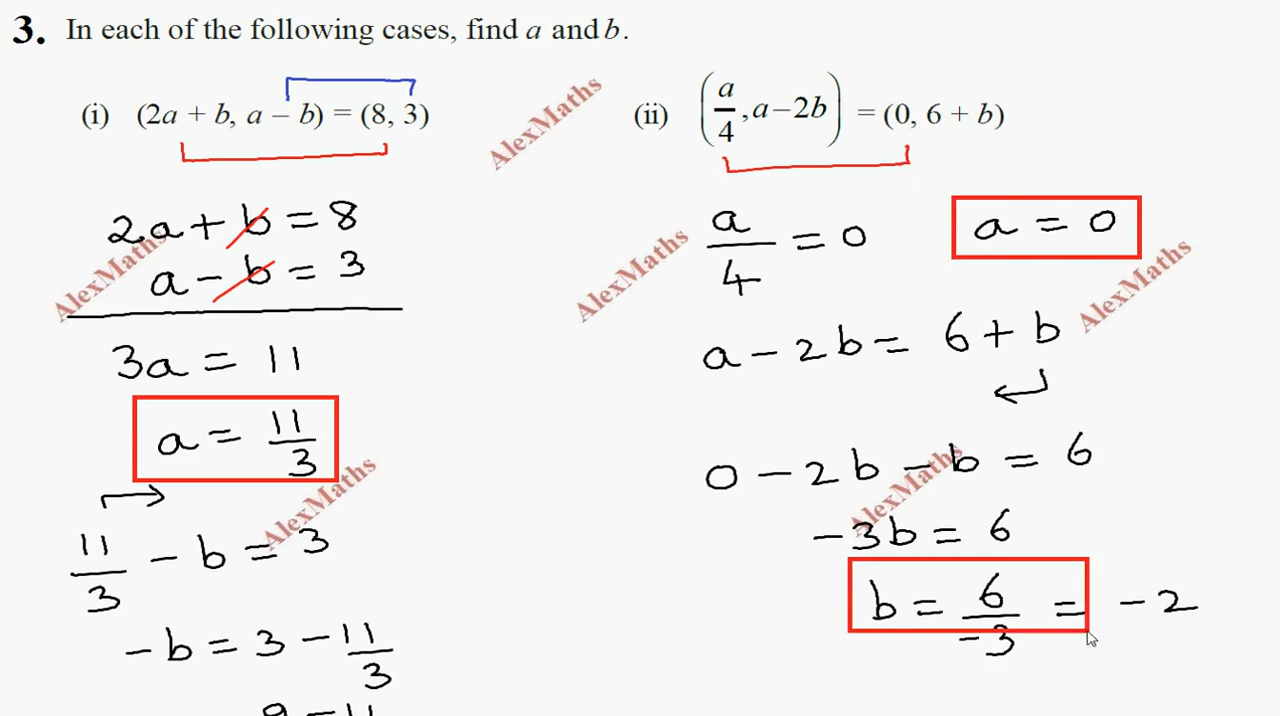 3. In each of the following cases, find a and b.
(i) (2a + b, a − b) = (8, 3)
2a + b = 8
a − b = 3
3a = 11
a = 11/3
11/3 − b = 3
−b = 3 − 11/3
9 − 11
(ii) (a/4, a−2b) = (0, 6 + b)
a/4 = 0
a = 0
a − 2b = 6 + b
0 − 2b − b = 6
−3b = 6
b = 6/−3 = −2
AlexMaths
AlexMaths
AlexMaths
AlexMaths
AlexMaths
AlexMaths